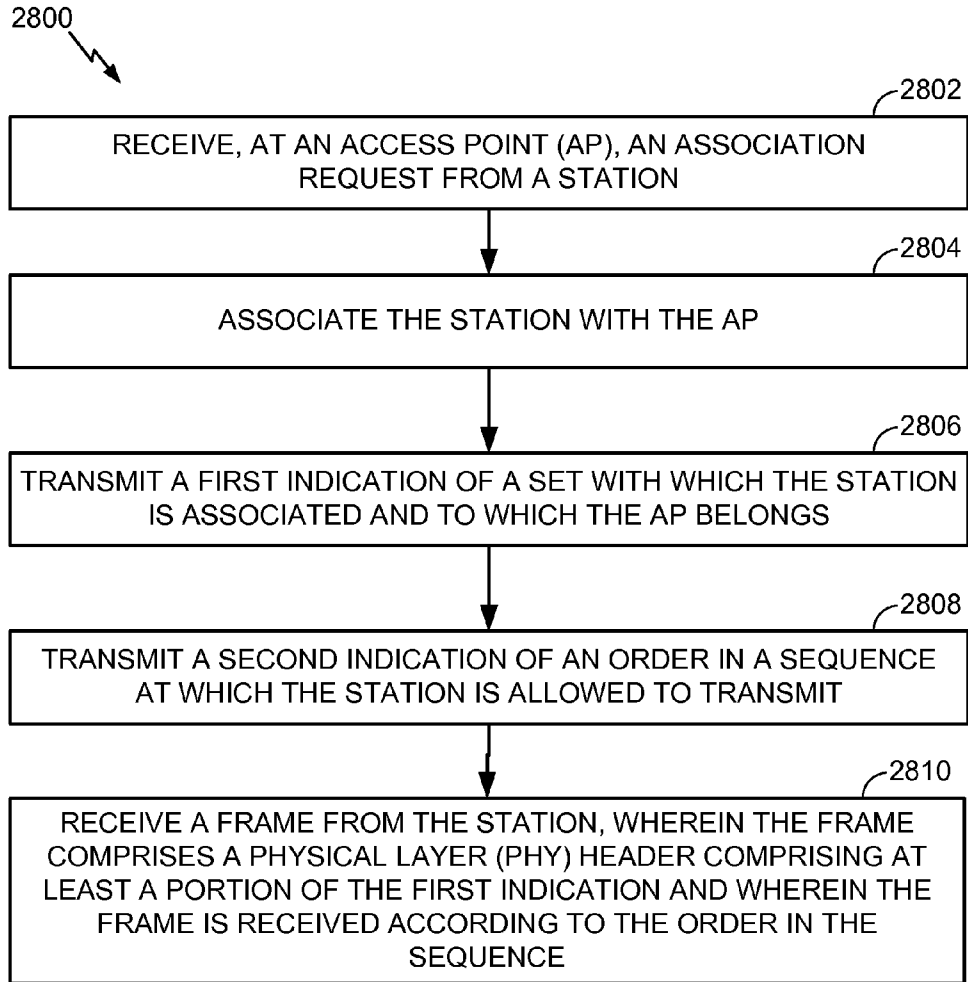 2800
2802
RECEIVE, AT AN ACCESS POINT (AP), AN ASSOCIATION
REQUEST FROM A STATION
2804
ASSOCIATE THE STATION WITH THE AP
2806
TRANSMIT A FIRST INDICATION OF A SET WITH WHICH THE STATION
IS ASSOCIATED AND TO WHICH THE AP BELONGS
2808
TRANSMIT A SECOND INDICATION OF AN ORDER IN A SEQUENCE
AT WHICH THE STATION IS ALLOWED TO TRANSMIT
2810
RECEIVE A FRAME FROM THE STATION, WHEREIN THE FRAME
COMPRISES A PHYSICAL LAYER (PHY) HEADER COMPRISING AT
LEAST A PORTION OF THE FIRST INDICATION AND WHEREIN THE
FRAME IS RECEIVED ACCORDING TO THE ORDER IN THE
SEQUENCE